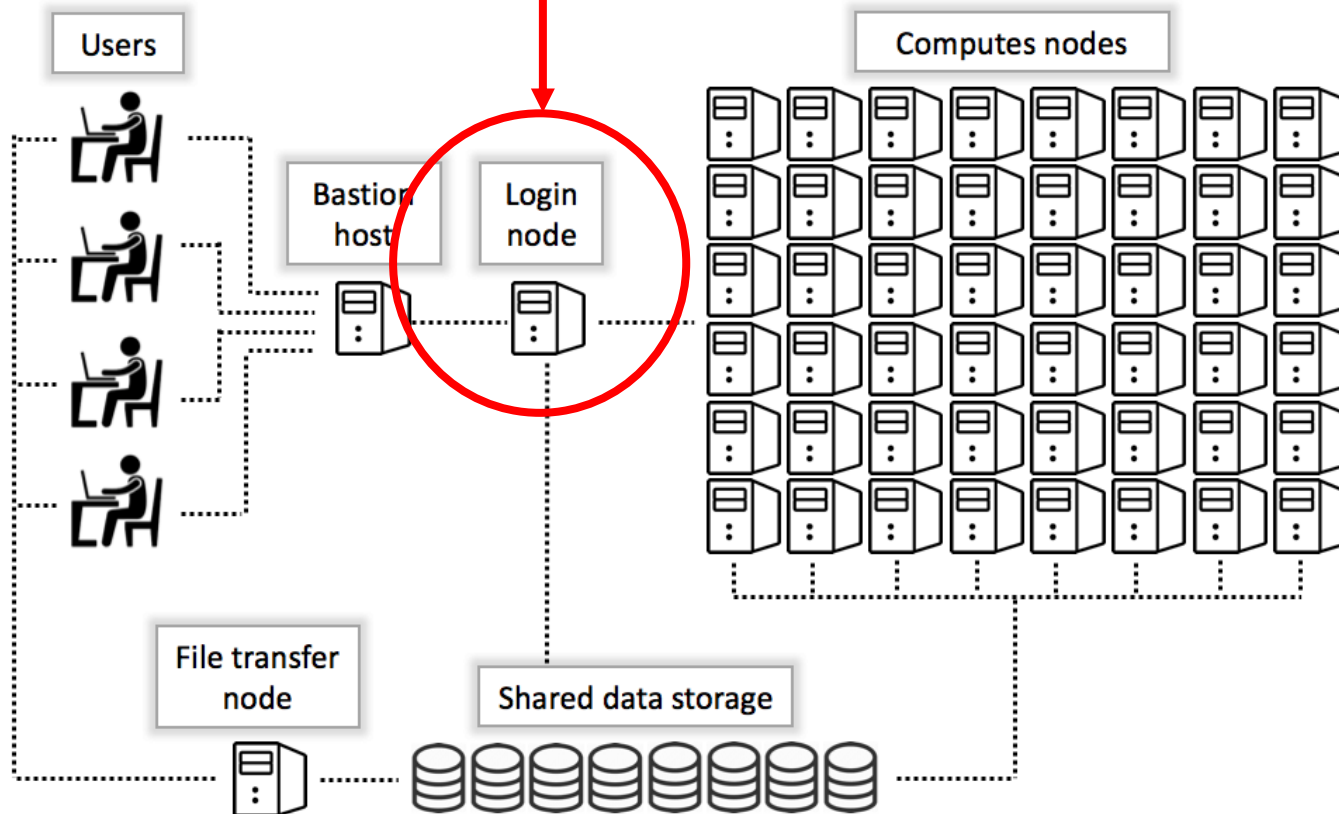 Users
Computes nodes
Bastion
host
Login
node
File transfer
node
Shared data storage